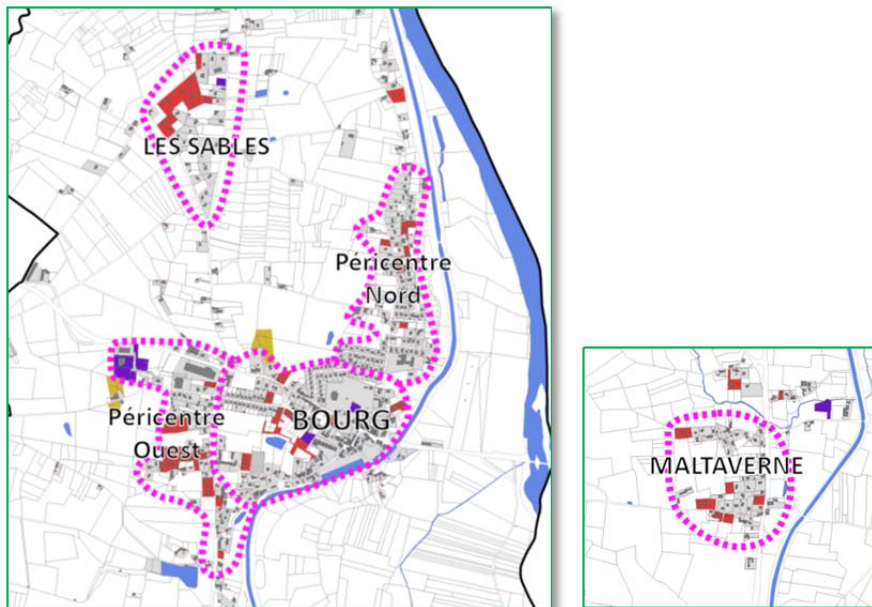 LES SABLES
Péricentre
Nord
Péricentre
Ouest
BOURG
MALTAVERNE